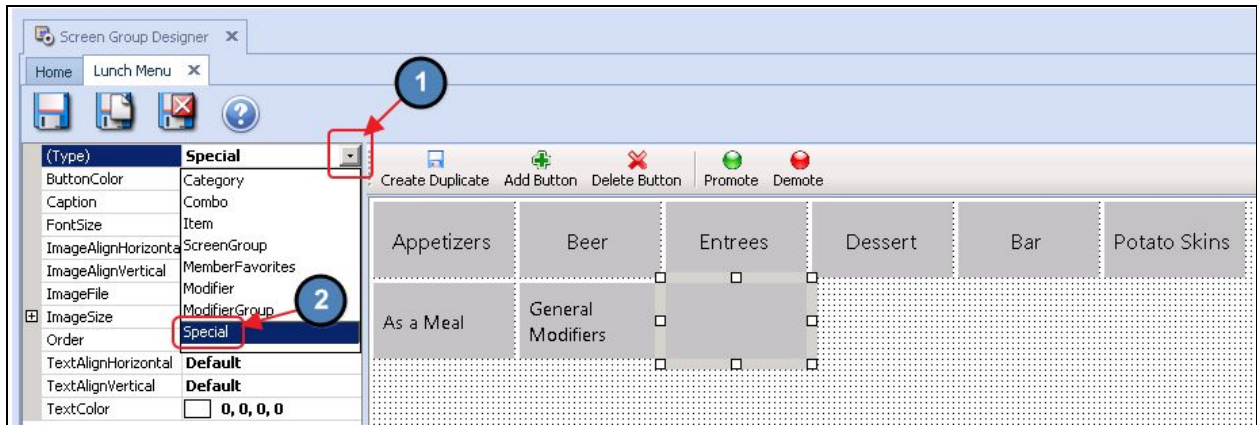 Screen Group Designer
Home Lunch Menu
1
(Type) Special
ButtonColor
Caption
FontSize
ImageAlignHorizonta
ImageAlignVertical
ImageFile
ImageSize
Order
TextAlignHorizontal Default
TextAlignVertical Default
TextColor 0, 0, 0, 0
Category
Combo
Item
ScreenGroup
MemberFavorites
Modifier
ModifierGroup
Special
2
Create Duplicate Add Button Delete Button Promote Demote
Appetizers Beer Entrees Dessert Bar Potato Skins
As a Meal
General
Modifiers